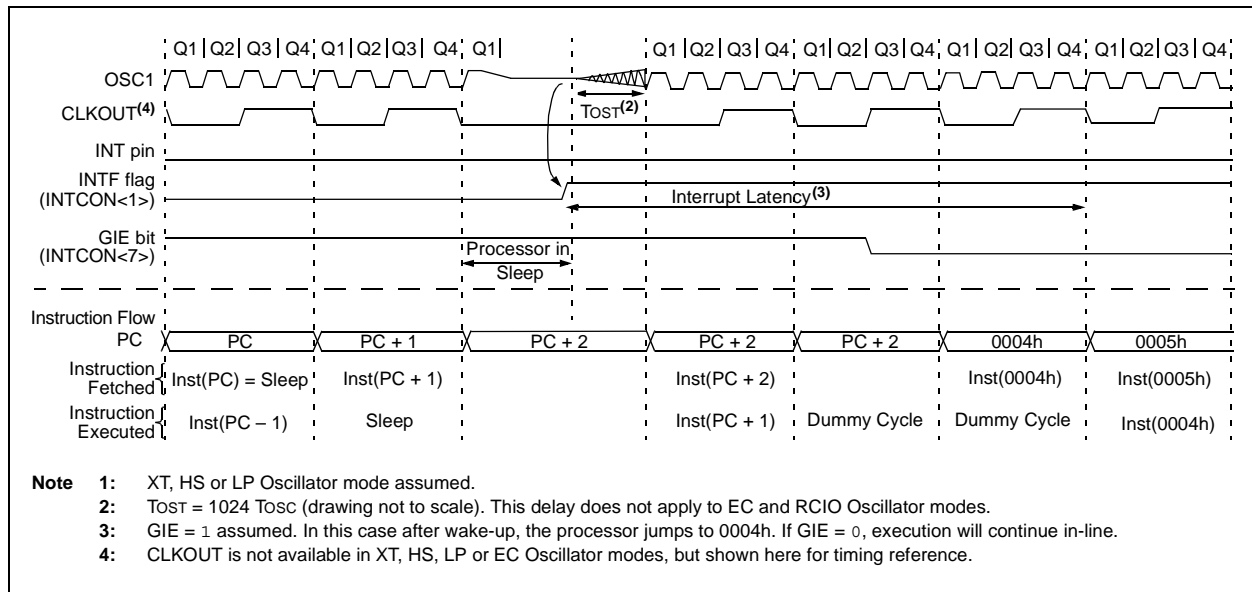 Q1 Q2 Q3 Q4 Q1 Q2 Q3 Q4 Q1 Q1 Q2 Q3 Q4 Q1 Q2 Q3 Q4 Q1 Q2 Q3 Q4 Q1 Q2 Q3 Q4
OSC1
CLKOUT(4)
TOST(2)
INT pin
INTF flag
(INTCON<1>)
Interrupt Latency(3)
GIE bit
(INTCON<7>)
Processor in
Sleep
Instruction Flow
PC PC PC + 1 PC + 2 PC + 2 PC + 2 0004h 0005h
Instruction
Fetched
Inst(PC) = Sleep Inst(PC + 1) Inst(PC + 2) Inst(0004h) Inst(0005h)
Instruction
Executed
Inst(PC – 1) Sleep Inst(PC + 1) Dummy Cycle Dummy Cycle Inst(0004h)
Note 1: XT, HS or LP Oscillator mode assumed.
2: TOST = 1024 TOSC (drawing not to scale). This delay does not apply to EC and RCIO Oscillator modes.
3: GIE = 1 assumed. In this case after wake-up, the processor jumps to 0004h. If GIE = 0, execution will continue in-line.
4: CLKOUT is not available in XT, HS, LP or EC Oscillator modes, but shown here for timing reference.